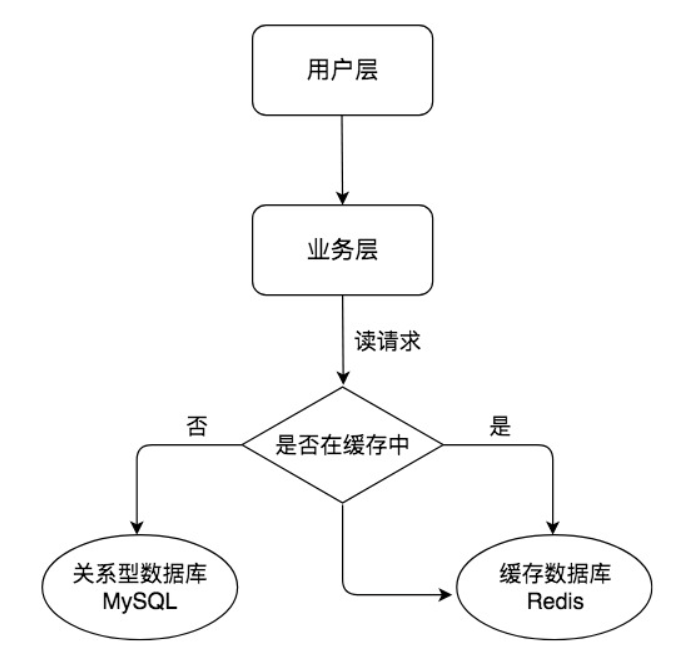 用户层
业务层
读请求
否
是
是否在缓存中
关系型数据库
MySQL
缓存数据库
Redis